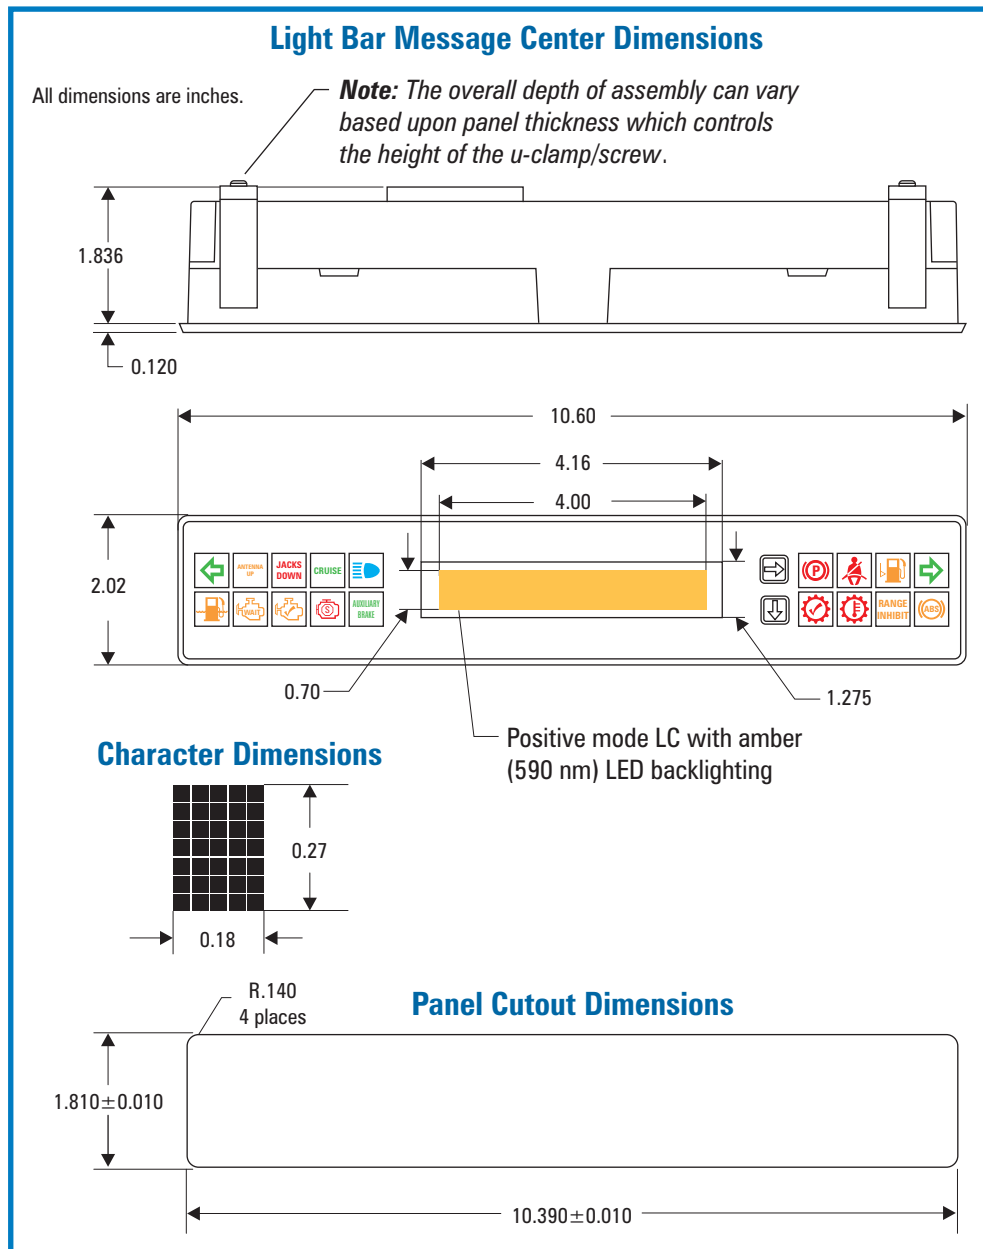 Light Bar Message Center Dimensions
All dimensions are inches.
Note: The overall depth of assembly can vary
based upon panel thickness which controls
the height of the u-clamp/screw.
1.836
0.120
10.60
4.16
4.00
2.02
ANTENNA
UP
JACKS
DOWN
CRUISE
WAIT
S
AUXILIARY
BRAKE
P
RANGE
INHIBIT
ABS
0.70
1.275
Positive mode LC with amber
(590 nm) LED backlighting
Character Dimensions
0.27
0.18
R.140
4 places
Panel Cutout Dimensions
1.810±0.010
10.390±0.010